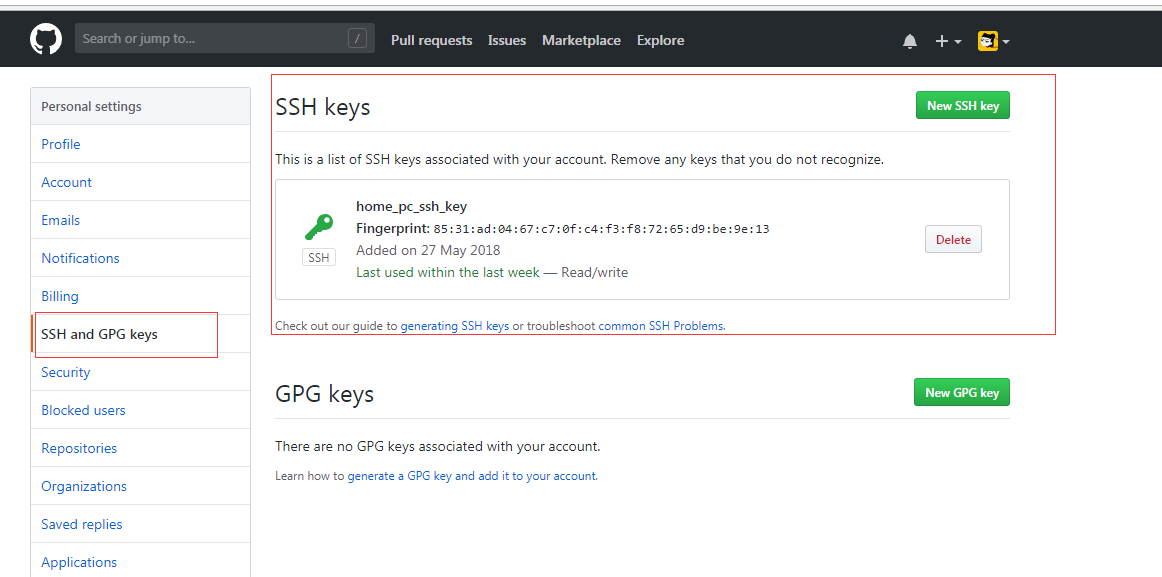 Search or jump to...
/
Pull requests
Issues
Marketplace
Explore
Personal settings
Profile
Account
Emails
Notifications
Billing
SSH and GPG keys
Security
Blocked users
Repositories
Organizations
Saved replies
Applications
SSH keys
New SSH key
This is a list of SSH keys associated with your account. Remove any keys that you do not recognize.
home_pc_ssh_key
Fingerprint: 85:31:ad:04:67:c7:0f:c4:f3:f8:72:65:d9:be:9e:13
Added on 27 May 2018
Last used within the last week — Read/write
SSH
Delete
Check out our guide to generating SSH keys or troubleshoot common SSH Problems.
GPG keys
New GPG key
There are no GPG keys associated with your account.
Learn how to generate a GPG key and add it to your account.